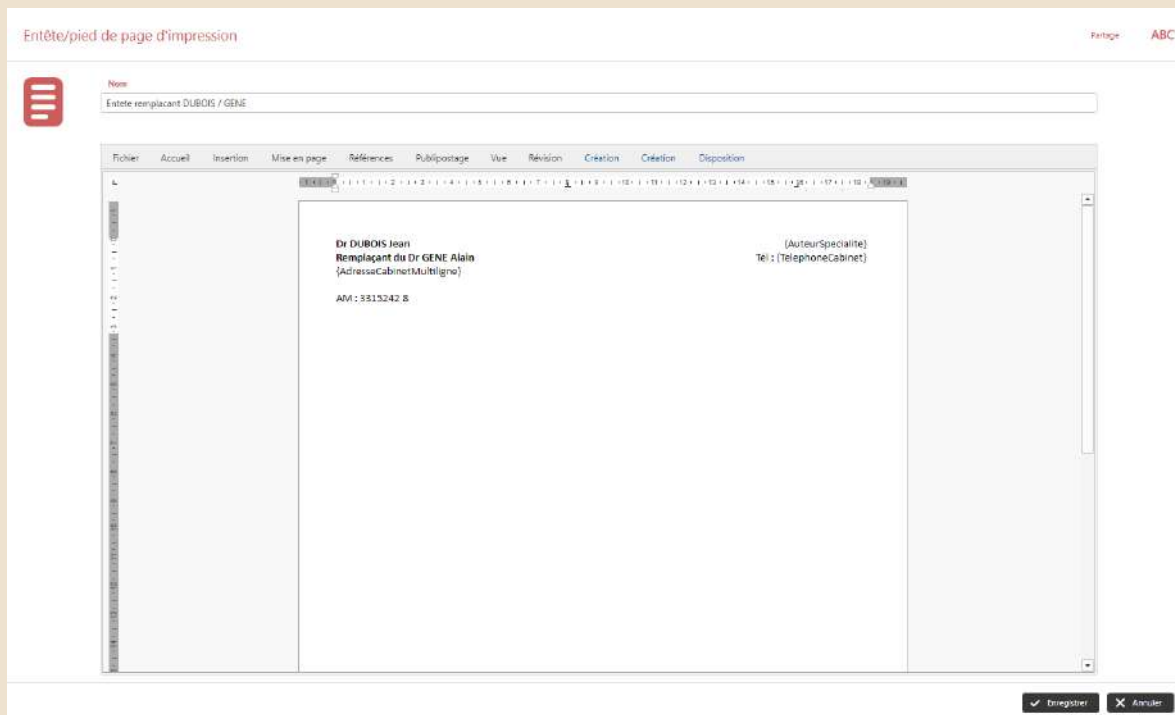 Entête/pied de page d'impression
Partage ABC
Nom
Entete remplacant DUBOIS / GENE
Fichier Accueil Insertion Mise en page Références Publipostage Vue Révision Création Création Disposition
Dr DUBOIS Jean {AuteurSpecialite}
Remplaçant du Dr GENE Alain Tel : {TelephoneCabinet}
{AdresseCabinetMultiligne}
AM : 3315242 8
Enregistrer Annuler